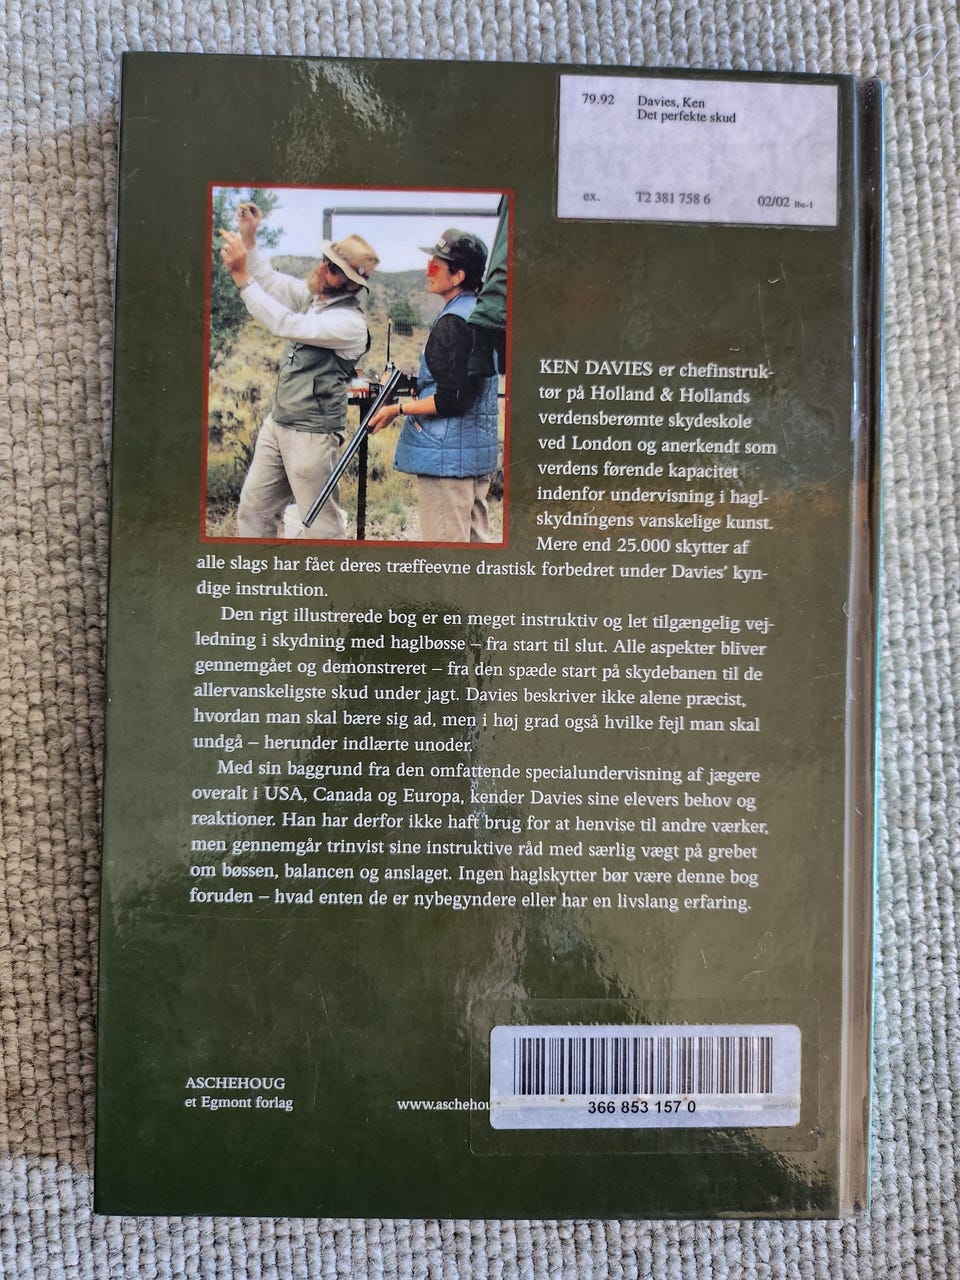 79.92 Davies, Ken
Det perfekte skud
ex. T2 381 758 6 02/02 lbc-1
KEN DAVIES er chefinstruk-
tør på Holland & Hollands
verdensberømte skydeskole
ved London og anerkendt som
verdens førende kapacitet
indenfor undervisning i hagl-
skydningens vanskelige kunst.
Mere end 25.000 skytter af
alle slags har fået deres træffeevne drastisk forbedret under Davies' kyn-
dige instruktion.
Den rigt illustrerede bog er en meget instruktiv og let tilgængelig vej-
ledning i skydning med haglbøsse – fra start til slut. Alle aspekter bliver
gennemgået og demonstreret – fra den spæde start på skydebanen til de
allervanskeligste skud under jagt. Davies beskriver ikke alene præcist,
hvordan man skal bære sig ad, men i høj grad også hvilke fejl man skal
undgå – herunder indlærte unoder.
Med sin baggrund fra den omfattende specialundervisning af jægere
overalt i USA, Canada og Europa, kender Davies sine elevers behov og
reaktioner. Han har derfor ikke haft brug for at henvise til andre værker,
men gennemgår trinvist sine instruktive råd med særlig vægt på grebet
om bøssen, balancen og anslaget. Ingen haglskytter bør være denne bog
foruden – hvad enten de er nybegyndere eller har en livslang erfaring.
ASCHEHOUG
et Egmont forlag
www.aschehou
366 853 157 0